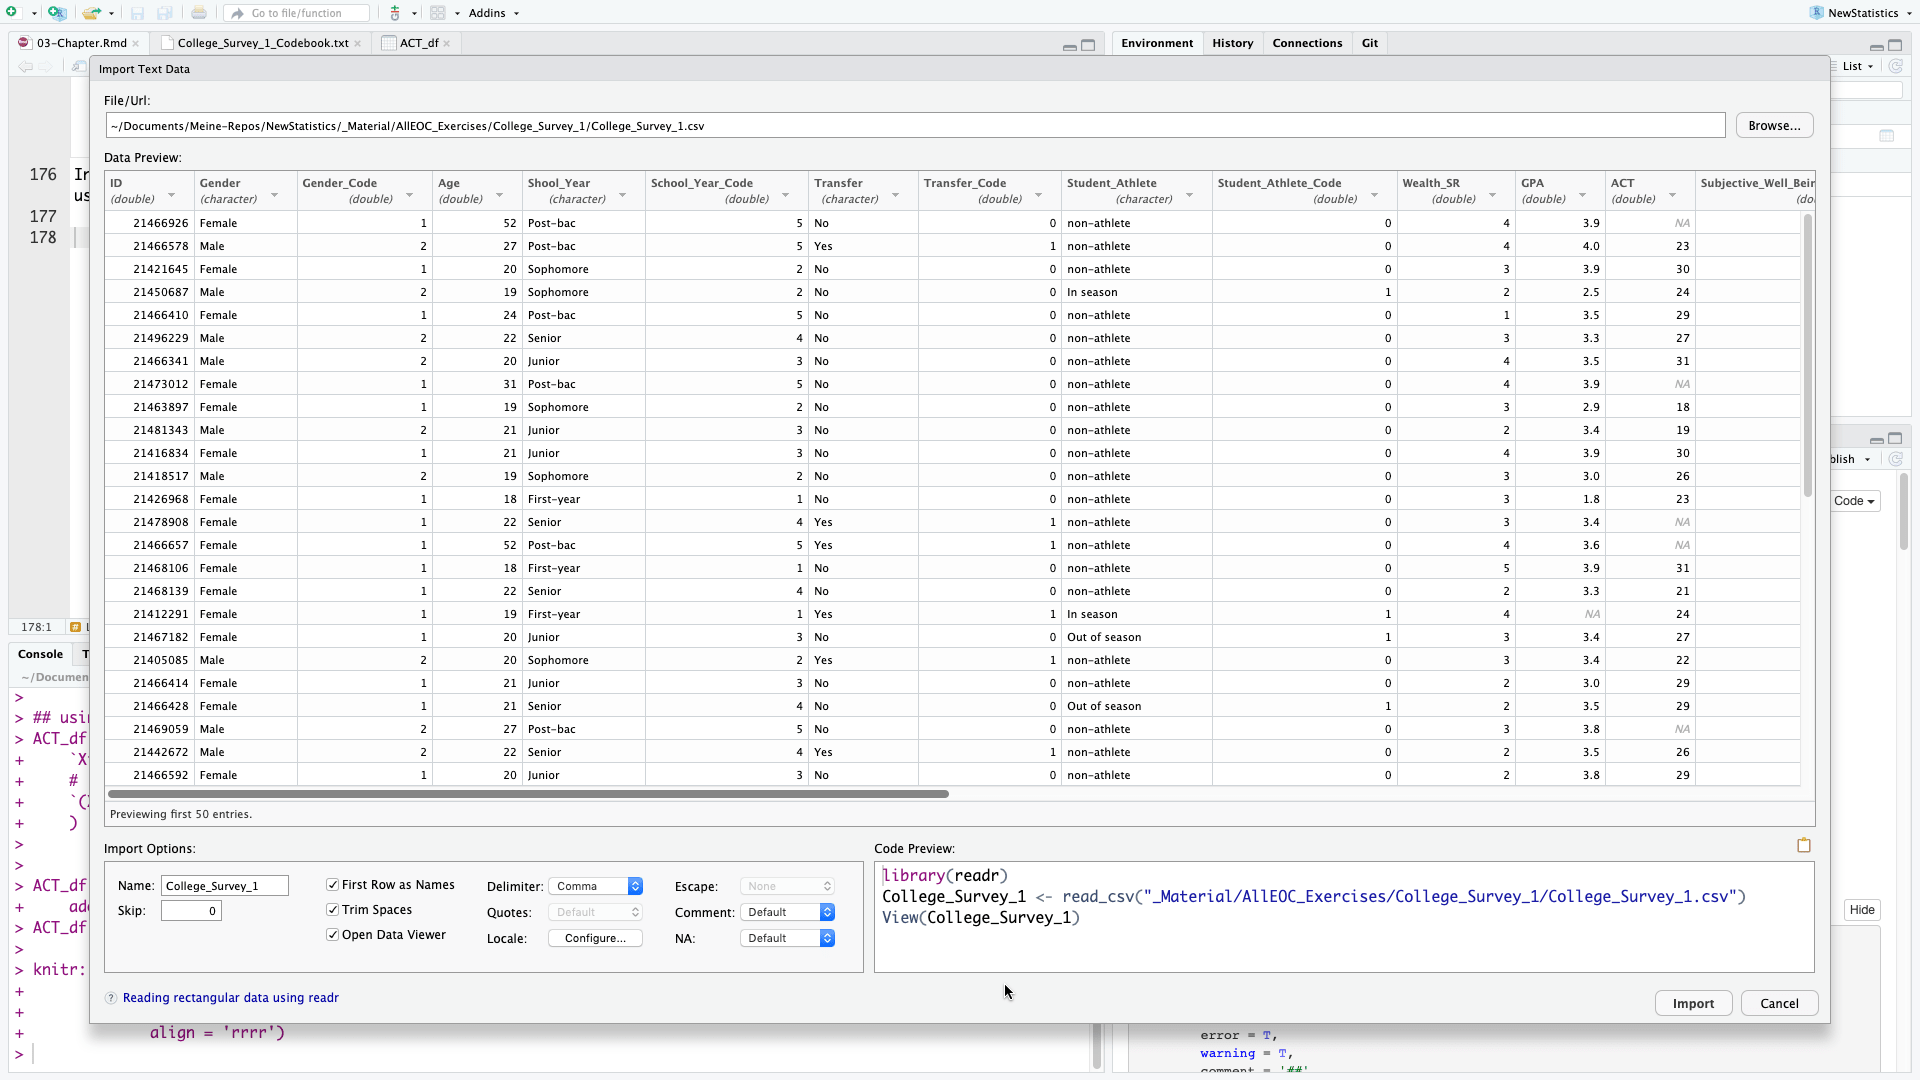 Go to file/function
Addins
NewStatistics
03-Chapter.Rmd
College_Survey_1_Codebook.txt
ACT_df
Environment
History
Connections
Git
List
Import Text Data
File/Url:
~/Documents/Meine-Repos/NewStatistics/_Material/AllEOC_Exercises/College_Survey_1/College_Survey_1.csv
Browse...
Data Preview:
ID Gender Gender_Code Age Shool_Year School_Year_Code Transfer Transfer_Code Student_Athlete Student_Athlete_Code Wealth_SR GPA ACT Subjective_Well_Bein
(double) (character) (double) (double) (character) (double) (character) (double) (character) (double) (double) (double) (double) (do
21466926 Female 1 52 Post-bac 5 No 0 non-athlete 0 4 3.9 NA
21466578 Male 2 27 Post-bac 5 Yes 1 non-athlete 0 4 4.0 23
21421645 Female 1 20 Sophomore 2 No 0 non-athlete 0 3 3.9 30
21450687 Male 2 19 Sophomore 2 No 0 In season 1 2 2.5 24
21466410 Female 1 24 Post-bac 5 No 0 non-athlete 0 1 3.5 29
21496229 Male 2 22 Senior 4 No 0 non-athlete 0 3 3.3 27
21466341 Male 2 20 Junior 3 No 0 non-athlete 0 4 3.5 31
21473012 Female 1 31 Post-bac 5 No 0 non-athlete 0 4 3.9 NA
21463897 Female 1 19 Sophomore 2 No 0 non-athlete 0 3 2.9 18
21481343 Male 2 21 Junior 3 No 0 non-athlete 0 2 3.4 19
21416834 Female 1 21 Junior 3 No 0 non-athlete 0 4 3.9 30
21418517 Male 2 19 Sophomore 2 No 0 non-athlete 0 3 3.0 26
21426968 Female 1 18 First-year 1 No 0 non-athlete 0 3 1.8 23
21478908 Female 1 22 Senior 4 Yes 1 non-athlete 0 3 3.4 NA
21466657 Female 1 52 Post-bac 5 Yes 1 non-athlete 0 4 3.6 NA
21468106 Female 1 18 First-year 1 No 0 non-athlete 0 5 3.9 31
21468139 Female 1 22 Senior 4 No 0 non-athlete 0 2 3.3 21
21412291 Female 1 19 First-year 1 Yes 1 In season 1 4 NA 24
21467182 Female 1 20 Junior 3 No 0 Out of season 1 3 3.4 27
21405085 Male 2 20 Sophomore 2 Yes 1 non-athlete 0 3 3.4 22
21466414 Female 1 21 Junior 3 No 0 non-athlete 0 2 3.0 29
21466428 Female 1 21 Senior 4 No 0 Out of season 1 2 3.5 29
21469059 Male 2 27 Post-bac 5 No 0 non-athlete 0 3 3.8 NA
21442672 Male 2 22 Senior 4 Yes 1 non-athlete 0 2 3.5 26
21466592 Female 1 20 Junior 3 No 0 non-athlete 0 2 3.8 29
Previewing first 50 entries.
Import Options:
Name: College_Survey_1
Skip: 0
First Row as Names
Trim Spaces
Open Data Viewer
Delimiter: Comma
Quotes: Default
Locale: Configure...
Escape: None
Comment: Default
NA: Default
Code Preview:
library(readr)
College_Survey_1 <- read_csv("_Material/AllEOC_Exercises/College_Survey_1/College_Survey_1.csv")
View(College_Survey_1)
? Reading rectangular data using readr
Import
Cancel
176
us
177
178
178:1
Console
~/Documen
>
> ## usi
> ACT_df
+ `X
+ #
+ `(
+ )
>
>
> ACT_df
+ ad
> ACT_df
>
> knitr:
+
+
+ align = 'rrrr')
>
blish
Code
Hide
error = T,
warning = T,
comment = '##'